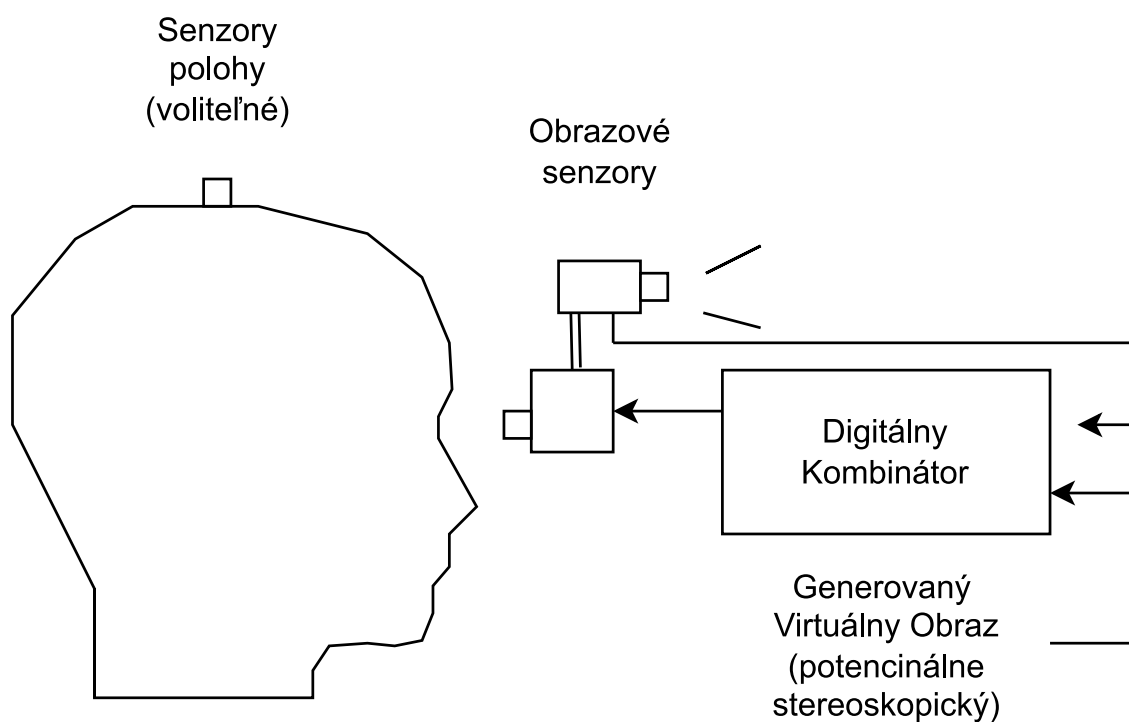 Senzory
polohy
(voliteľné)
Obrazové
senzory
Digitálny
Kombinátor
Generovaný
Virtuálny Obraz
(potencinálne
stereoskopický)